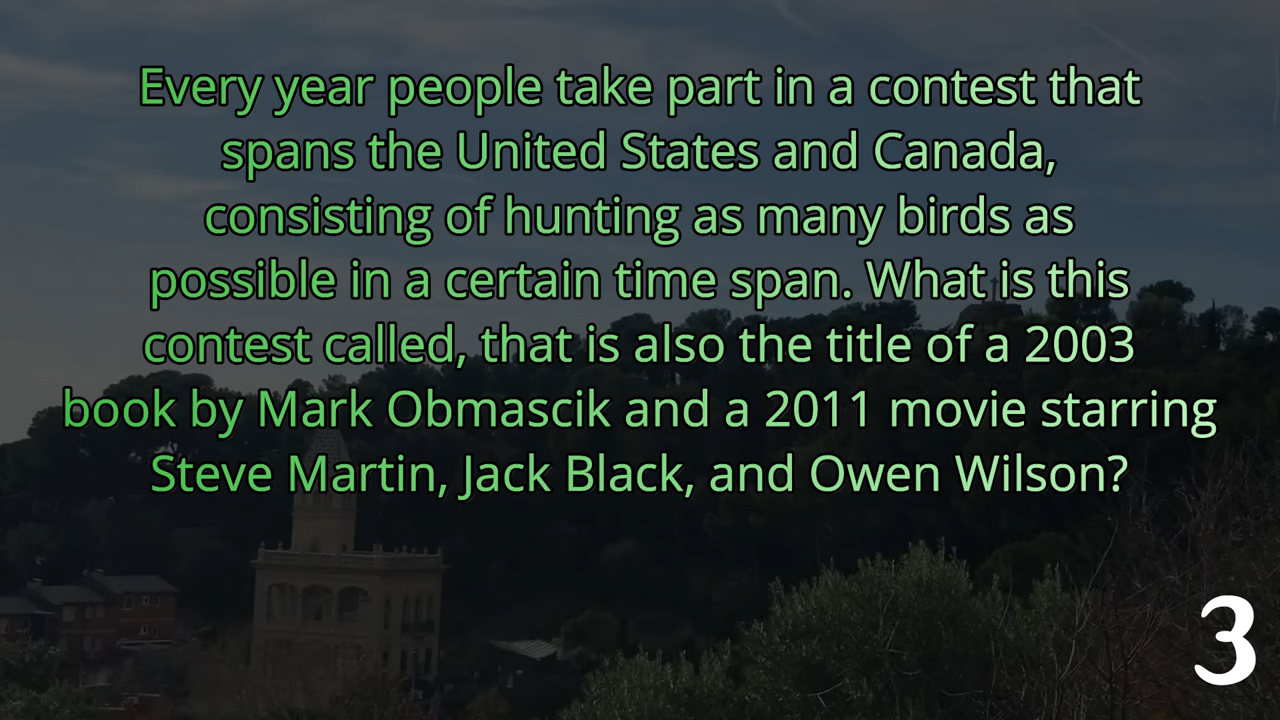 Every year people take part in a contest that
spans the United States and Canada,
consisting of hunting as many birds as
possible in a certain time span. What is this
contest called, that is also the title of a 2003
book by Mark Obmascik and a 2011 movie starring
Steve Martin, Jack Black, and Owen Wilson?
3